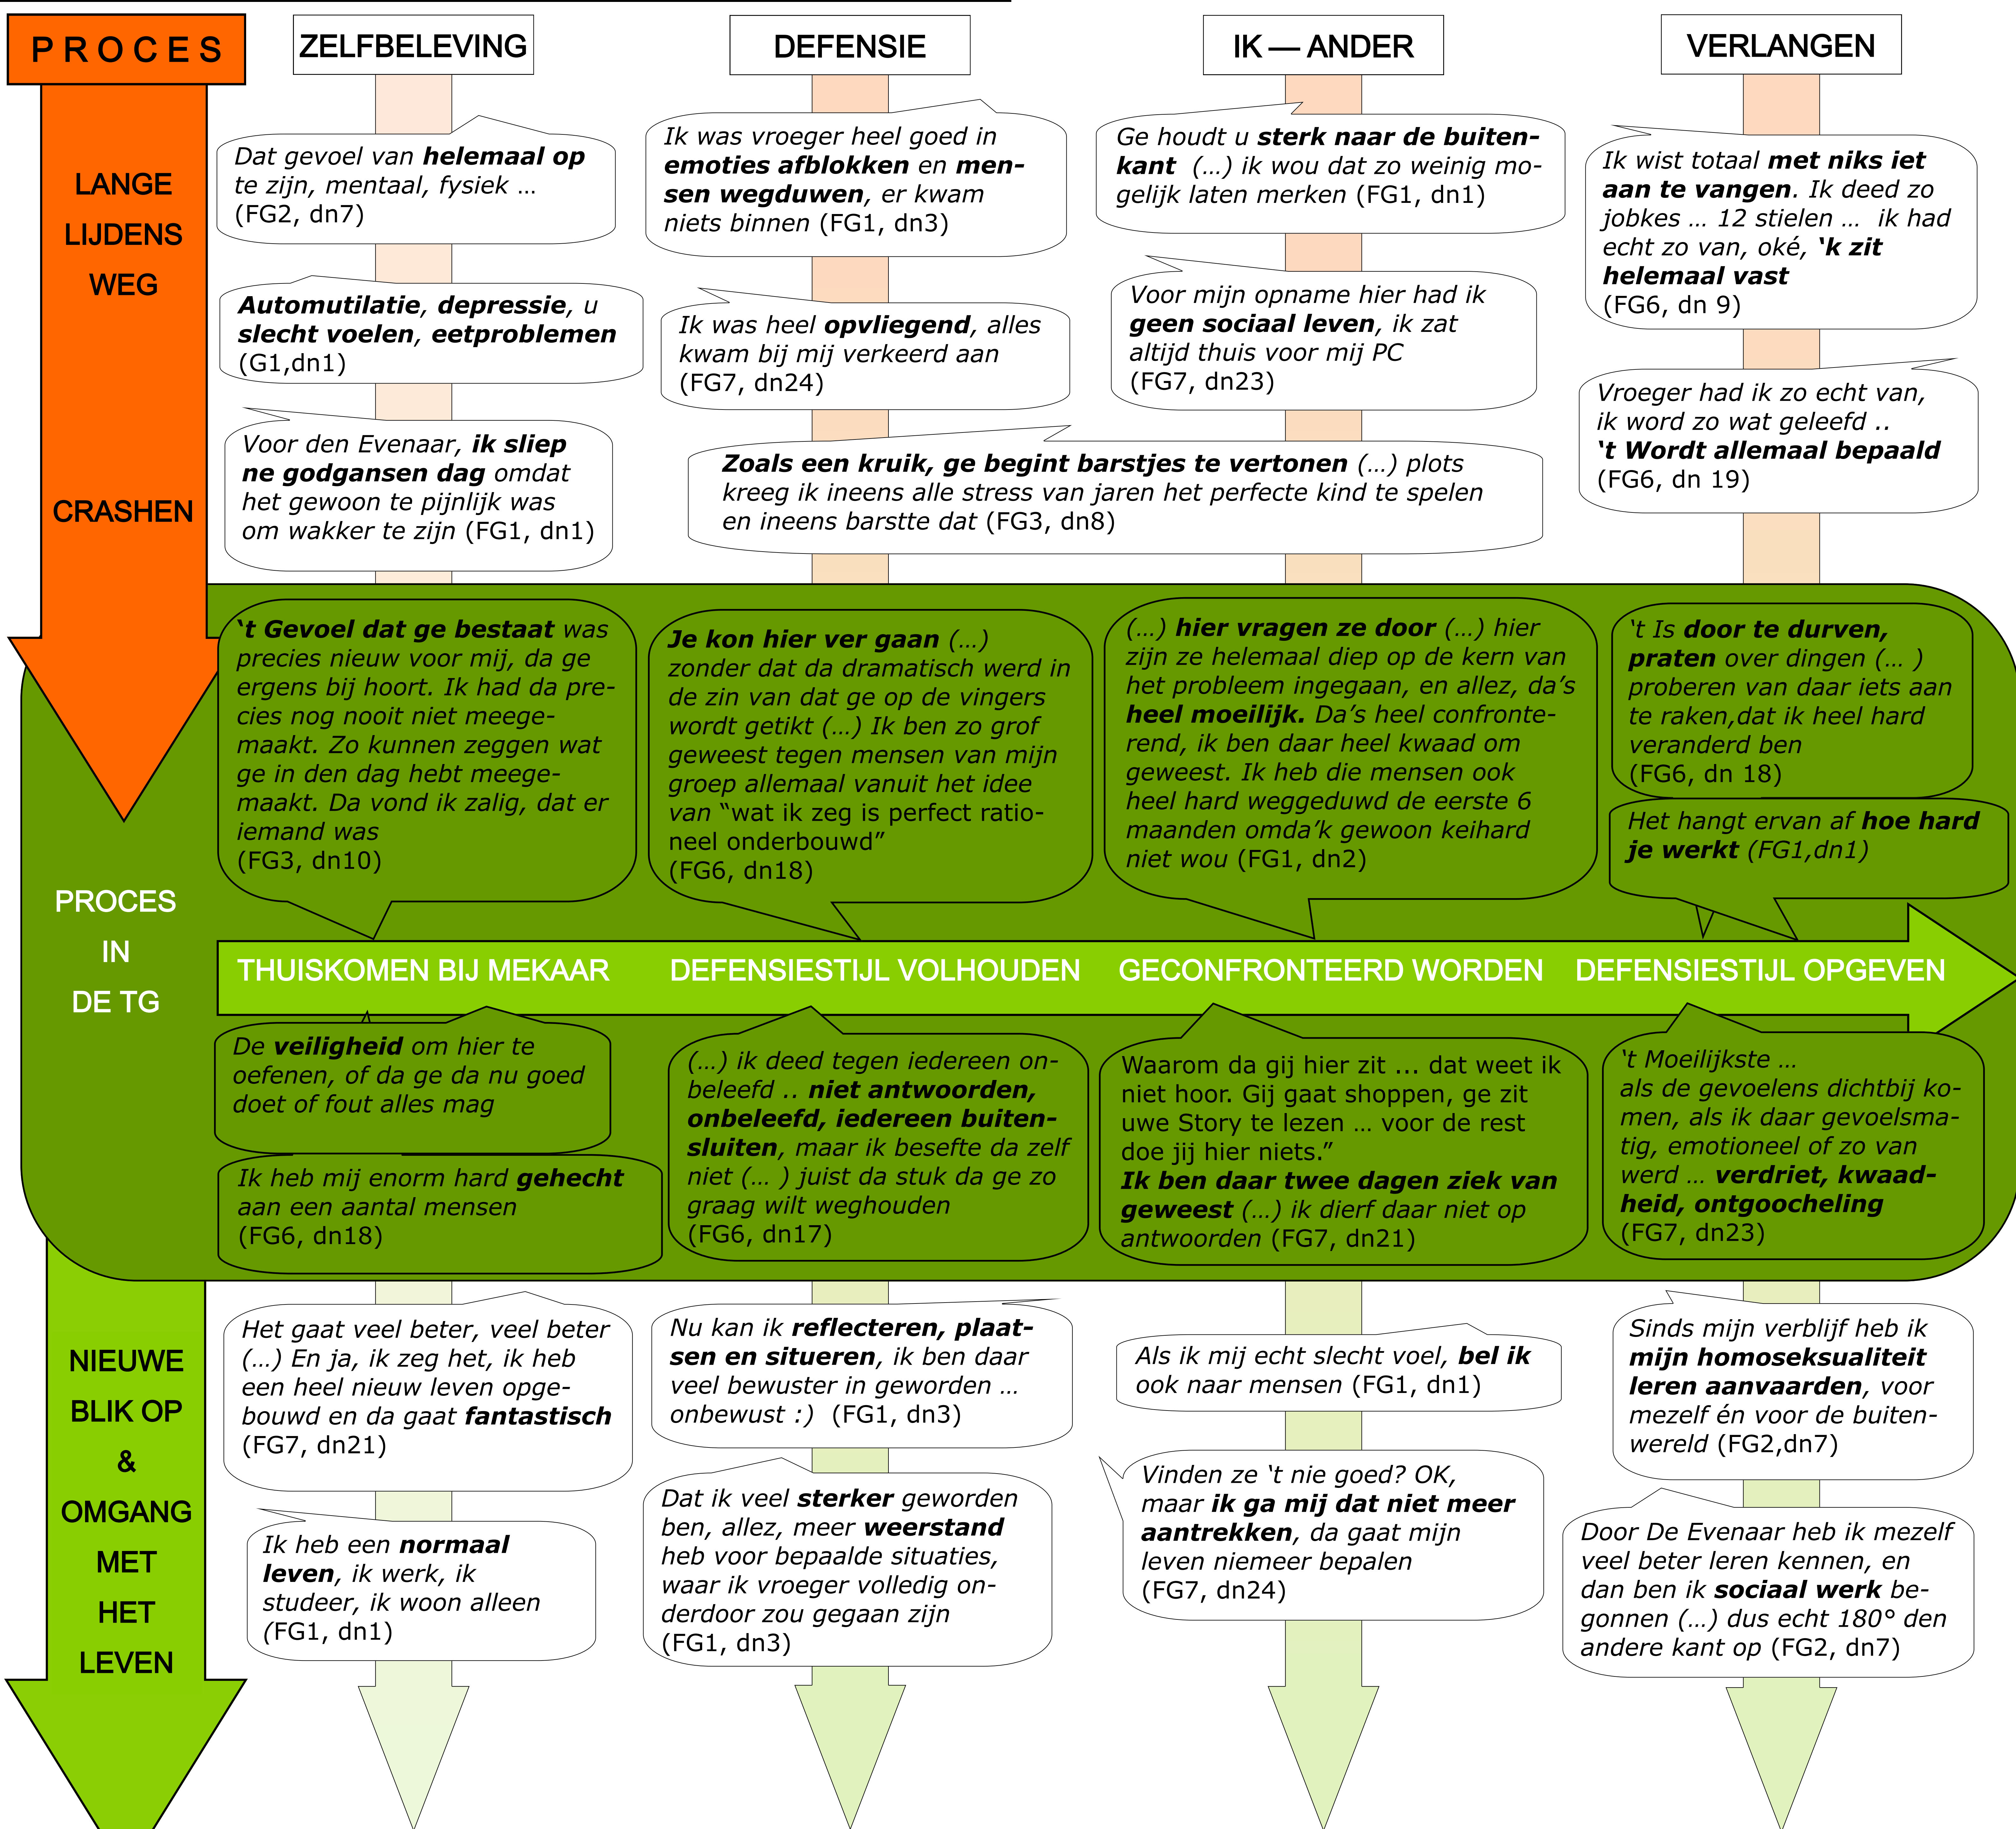 PROCES
ZELFBELEVING
DEFENSIE
IK — ANDER
VERLANGEN
LANGE
LIJDENS
WEG
CRASHEN
Dat gevoel van helemaal op
te zijn, mentaal, fysiek …
(FG2, dn7)
Automutilatie, depressie, u
slecht voelen, eetproblemen
(G1,dn1)
Voor den Evenaar, ik sliep
ne godgansen dag omdat
het gewoon te pijnlijk was
om wakker te zijn (FG1, dn1)
Ik was vroeger heel goed in
emoties afblokken en men-
sen wegduwen, er kwam
niets binnen (FG1, dn3)
Ik was heel opvliegend, alles
kwam bij mij verkeerd aan
(FG7, dn24)
Ge houdt u sterk naar de buiten-
kant (…) ik wou dat zo weinig mo-
gelijk laten merken (FG1, dn1)
Voor mijn opname hier had ik
geen sociaal leven, ik zat
altijd thuis voor mij PC
(FG7, dn23)
Zoals een kruik, ge begint barstjes te vertonen (…) plots
kreeg ik ineens alle stress van jaren het perfecte kind te spelen
en ineens barstte dat (FG3, dn8)
Ik wist totaal met niks iet
aan te vangen. Ik deed zo
jobkes … 12 stielen … ik had
echt zo van, oké, ‘k zit
helemaal vast
(FG6, dn 9)
Vroeger had ik zo echt van,
ik word zo wat geleefd ..
‘t Wordt allemaal bepaald
(FG6, dn 19)
PROCES
IN
DE TG
‘t Gevoel dat ge bestaat was
precies nieuw voor mij, da ge
ergens bij hoort. Ik had da pre-
cies nog nooit niet meege-
maakt. Zo kunnen zeggen wat
ge in den dag hebt meege-
maakt. Da vond ik zalig, dat er
iemand was
(FG3, dn10)
Je kon hier ver gaan (…)
zonder dat da dramatisch werd in
de zin van dat ge op de vingers
wordt getikt (…) Ik ben zo grof
geweest tegen mensen van mijn
groep allemaal vanuit het idee
van “wat ik zeg is perfect ratio-
neel onderbouwd”
(FG6, dn18)
(…) hier vragen ze door (…) hier
zijn ze helemaal diep op de kern van
het probleem ingegaan, en allez, da’s
heel moeilijk. Da’s heel confronte-
rend, ik ben daar heel kwaad om
geweest. Ik heb die mensen ook
heel hard weggeduwd de eerste 6
maanden omda’k gewoon keihard
niet wou (FG1, dn2)
‘t Is door te durven,
praten over dingen (… )
proberen van daar iets aan
te raken,dat ik heel hard
veranderd ben
(FG6, dn 18)
Het hangt ervan af hoe hard
je werkt (FG1,dn1)
THUISKOMEN BIJ MEKAAR
DEFENSIESTIJL VOLHOUDEN
GECONFRONTEERD WORDEN
DEFENSIESTIJL OPGEVEN
De veiligheid om hier te
oefenen, of da ge da nu goed
doet of fout alles mag
Ik heb mij enorm hard gehecht
aan een aantal mensen
(FG6, dn18)
(…) ik deed tegen iedereen on-
beleefd .. niet antwoorden,
onbeleefd, iedereen buiten-
sluiten, maar ik besefte da zelf
niet (… ) juist da stuk da ge zo
graag wilt weghouden
(FG6, dn17)
Waarom da gij hier zit ... dat weet ik
niet hoor. Gij gaat shoppen, ge zit
uwe Story te lezen … voor de rest
doe jij hier niets.”
Ik ben daar twee dagen ziek van
geweest (…) ik dierf daar niet op
antwoorden (FG7, dn21)
‘t Moeilijkste …
als de gevoelens dichtbij ko-
men, als ik daar gevoelsma-
tig, emotioneel of zo van
werd … verdriet, kwaad-
heid, ontgoocheling
(FG7, dn23)
NIEUWE
BLIK OP
&
OMGANG
MET
HET
LEVEN
Het gaat veel beter, veel beter
(…) En ja, ik zeg het, ik heb
een heel nieuw leven opge-
bouwd en da gaat fantastisch
(FG7, dn21)
Ik heb een normaal
leven, ik werk, ik
studeer, ik woon alleen
(FG1, dn1)
Nu kan ik reflecteren, plaat-
sen en situeren, ik ben daar
veel bewuster in geworden …
onbewust :) (FG1, dn3)
Dat ik veel sterker geworden
ben, allez, meer weerstand
heb voor bepaalde situaties,
waar ik vroeger volledig on-
derdoor zou gegaan zijn
(FG1, dn3)
Als ik mij echt slecht voel, bel ik
ook naar mensen (FG1, dn1)
Vinden ze ‘t nie goed? OK,
maar ik ga mij dat niet meer
aantrekken, da gaat mijn
leven niemeer bepalen
(FG7, dn24)
Sinds mijn verblijf heb ik
mijn homoseksualiteit
leren aanvaarden, voor
mezelf én voor de buiten-
wereld (FG2,dn7)
Door De Evenaar heb ik mezelf
veel beter leren kennen, en
dan ben ik sociaal werk be-
gonnen (…) dus echt 180° den
andere kant op (FG2, dn7)